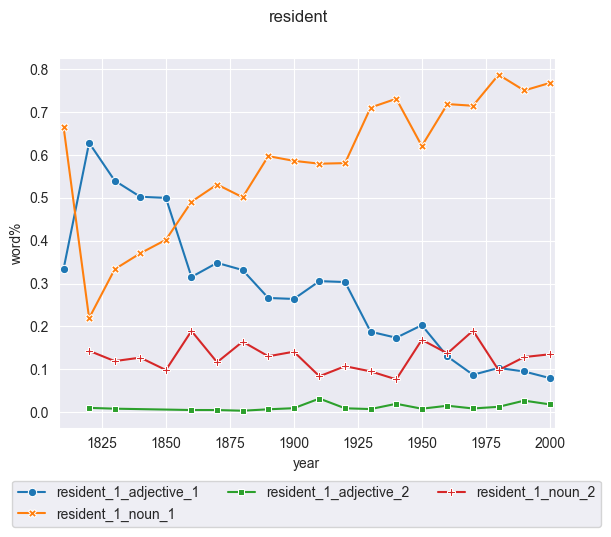 resident
word%
0.8
0.7
0.6
0.5
0.4
0.3
0.2
0.1
0.0
1825 1850 1875 1900 1925 1950 1975 2000
year
resident_1_adjective_1 resident_1_adjective_2 resident_1_noun_2
resident_1_noun_1